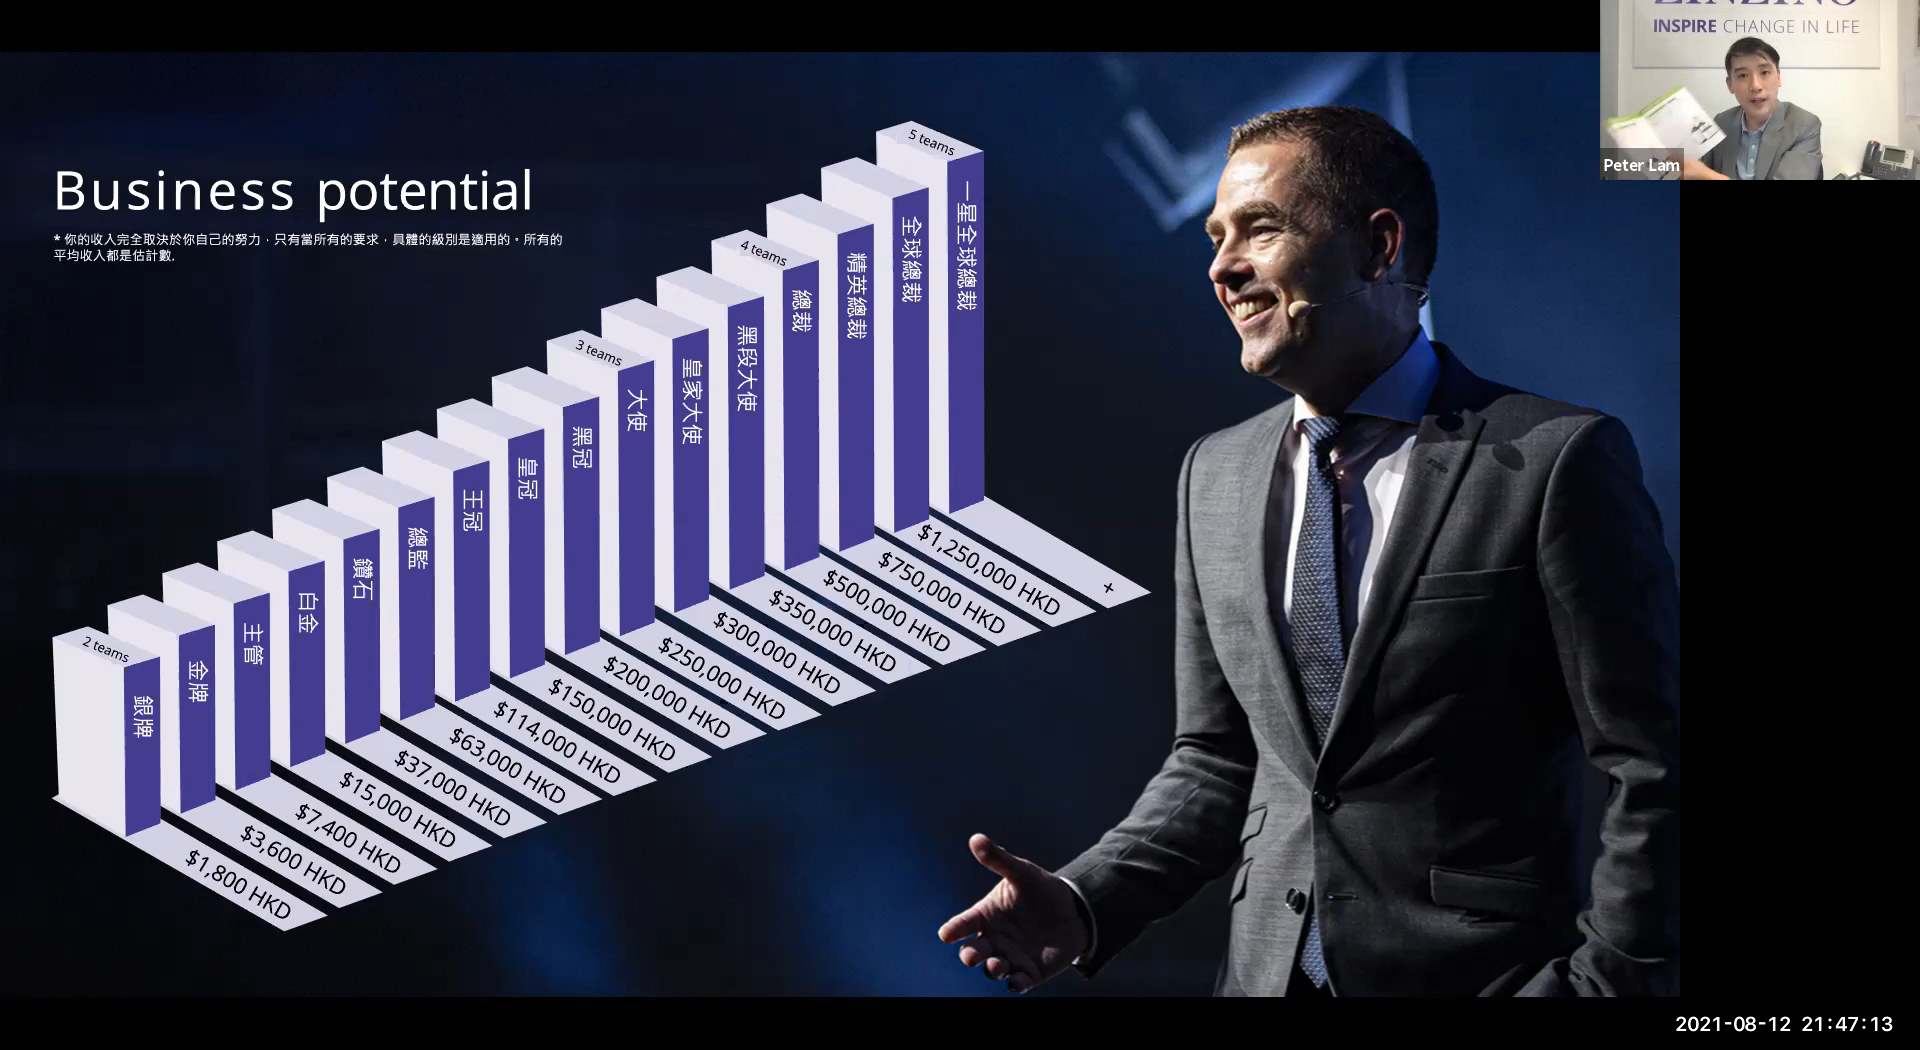 ZINZINO
INSPIRE CHANGE IN LIFE
Peter Lam
Business potential
* 你的收入完全取決於你自己的努力，只有當所有的要求，具體的級別是適用的。所有的
平均收入都是估計數.
2 teams
銀牌
$1,800 HKD
金牌
$3,600 HKD
主管
$7,400 HKD
白金
$15,000 HKD
鑽石
$37,000 HKD
總監
$63,000 HKD
王冠
$114,000 HKD
皇冠
$150,000 HKD
黑冠
$200,000 HKD
3 teams
大使
$250,000 HKD
皇家大使
$300,000 HKD
黑段大使
$350,000 HKD
4 teams
總裁
$500,000 HKD
精英總裁
$750,000 HKD
全球總裁
$1,250,000 HKD
5 teams
一星全球總裁
+
2021-08-12 21:47:13